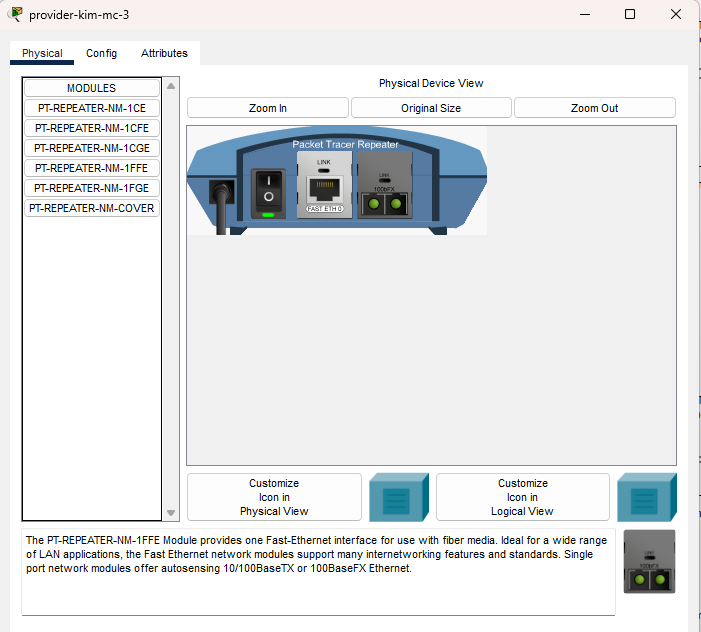 provider-kim-mc-3
Physical
Config
Attributes
MODULES
PT-REPEATER-NM-1CE
PT-REPEATER-NM-1CFE
PT-REPEATER-NM-1CGE
PT-REPEATER-NM-1FFE
PT-REPEATER-NM-1FGE
PT-REPEATER-NM-COVER
Physical Device View
Zoom In
Original Size
Zoom Out
Packet Tracer Repeater
LINK
FAST ETH 0
LINK
100bFX
Customize
Icon in
Physical View
Customize
Icon in
Logical View
The PT-REPEATER-NM-1FFE Module provides one Fast-Ethernet interface for use with fiber media. Ideal for a wide range
of LAN applications, the Fast Ethernet network modules support many internetworking features and standards. Single
port network modules offer autosensing 10/100BaseTX or 100BaseFX Ethernet.
LINK
100bFX